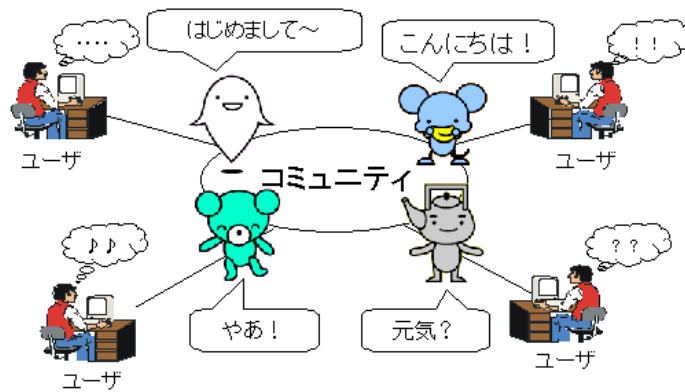 ････
はじめまして～
こんにちは！
！！
ユーザ
ユーザ
コミュニティ
♪♪
？？
やあ！
元気？
ユーザ
ユーザ